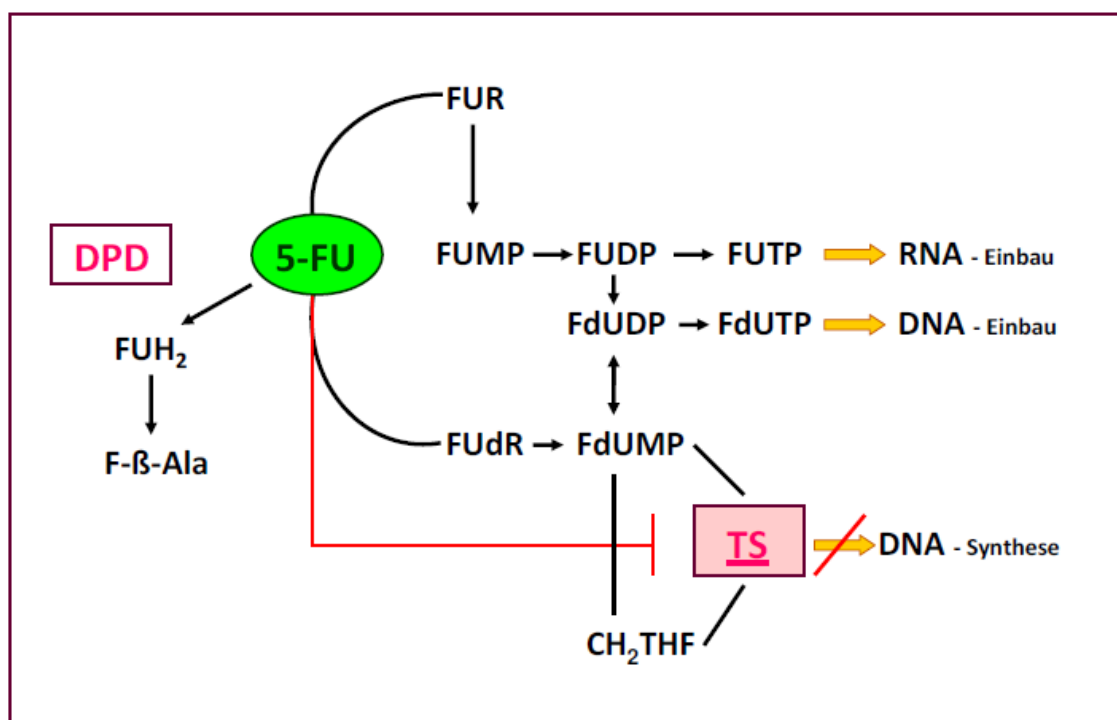 FUR
DPD
5-FU
FUMP FUDP FUTP RNA - Einbau
FdUDP FdUTP DNA - Einbau
FUH₂
FUdR FdUMP
F-ß-Ala
TS DNA - Synthese
CH₂THF